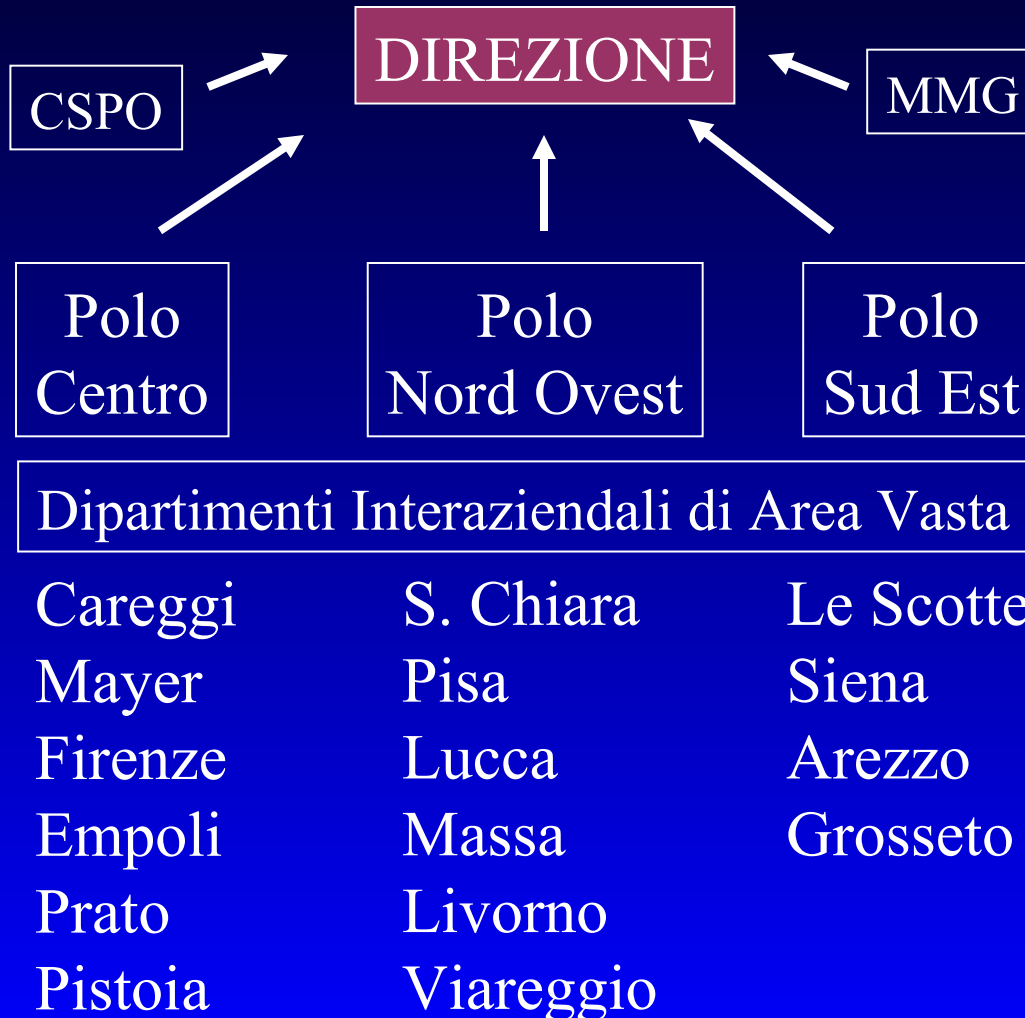 DIREZIONE
CSPO
MMG
Polo
Centro
Polo
Nord Ovest
Polo
Sud Est
Dipartimenti Interaziendali di Area Vasta
Careggi
Mayer
Firenze
Empoli
Prato
Pistoia
S. Chiara
Pisa
Lucca
Massa
Livorno
Viareggio
Le Scotte
Siena
Arezzo
Grosseto